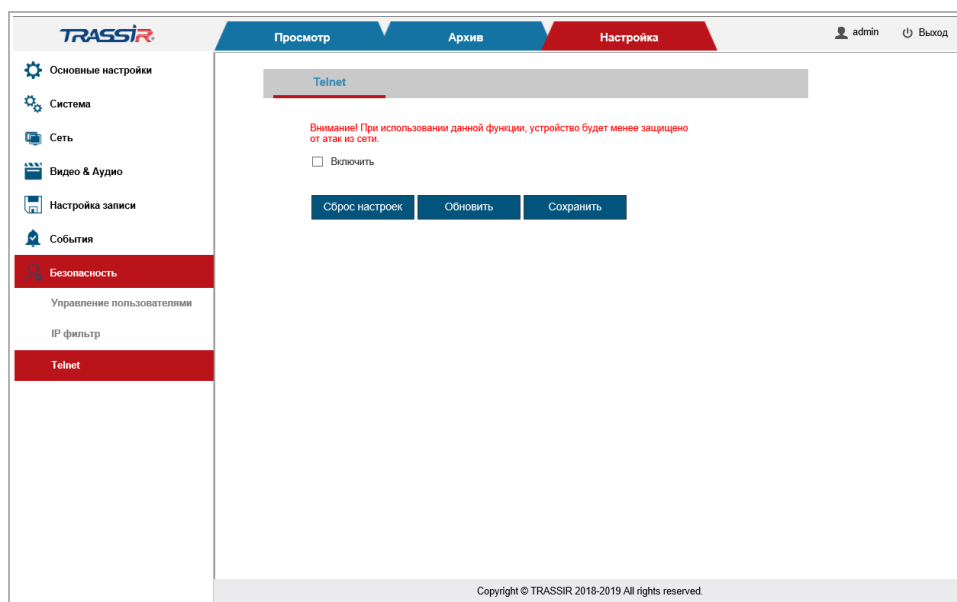 TRASSIR
Просмотр
Архив
Настройка
admin
Выход
Основные настройки
Система
Сеть
Видео & Аудио
Настройка записи
События
Безопасность
Управление пользователями
IP фильтр
Telnet
Telnet
Внимание! При использовании данной функции, устройство будет менее защищено
от атак из сети.
Включить
Сброс настроек
Обновить
Сохранить
Copyright © TRASSIR 2018-2019 All rights reserved.